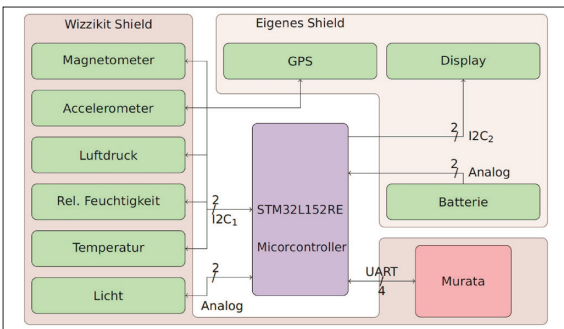 Wizzikit Shield
Eigenes Shield
Magnetometer
GPS
Display
Accelerometer
2
I2C2
Luftdruck
2
Analog
Rel. Feuchtigkeit
2
I2C1
STM32L152RE
Micorcontroller
Batterie
Temperatur
2
UART
4
Murata
Licht
Analog